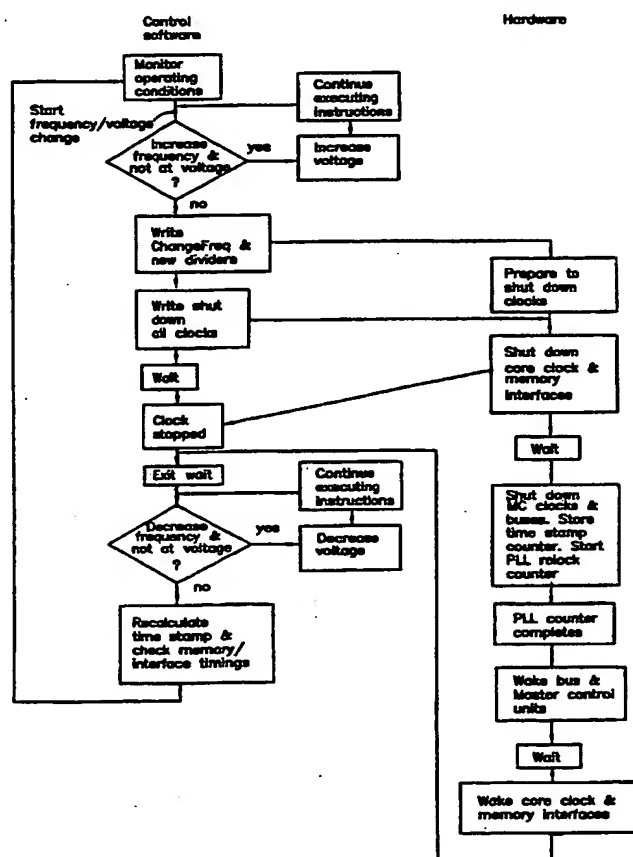 Control
software
Hardware
Monitor
operating
conditions
Continue
executing
instructions
Start
frequency/voltage
change
Increase
frequency &
not at voltage
?
yes
Increase
voltage
no
Write
ChangeFreq &
new dividers
Prepare to
shut down
clocks
Write shut
down
all clocks
Shut down
core clock &
memory
interfaces
Wait
Clock
stopped
Wait
Exit wait
Continue
executing
instructions
Shut down
MC clocks &
buses. Store
time stamp
counter. Start
PLL relock
counter
Decrease
frequency &
not at voltage
?
yes
Decrease
voltage
no
Recalculate
time stamp &
check memory/
interface timings
PLL counter
completes
Wake bus &
Master control
units
Wait
Wake core clock &
memory interfaces